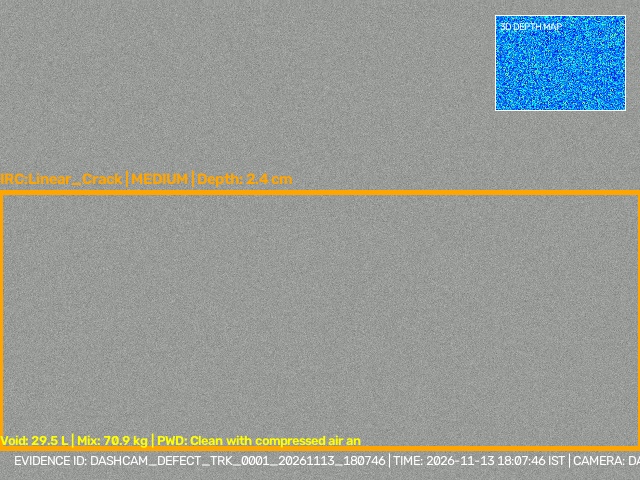 3D DEPTH MAP
IRC:Linear_Crack | MEDIUM | Depth: 2.4 cm
Void: 29.5 L | Mix: 70.9 kg | PWD: Clean with compressed air an
EVIDENCE ID: DASHCAM_DEFECT_TRK_0001_20261113_180746 | TIME: 2026-11-13 18:07:46 IST | CAMERA: DA